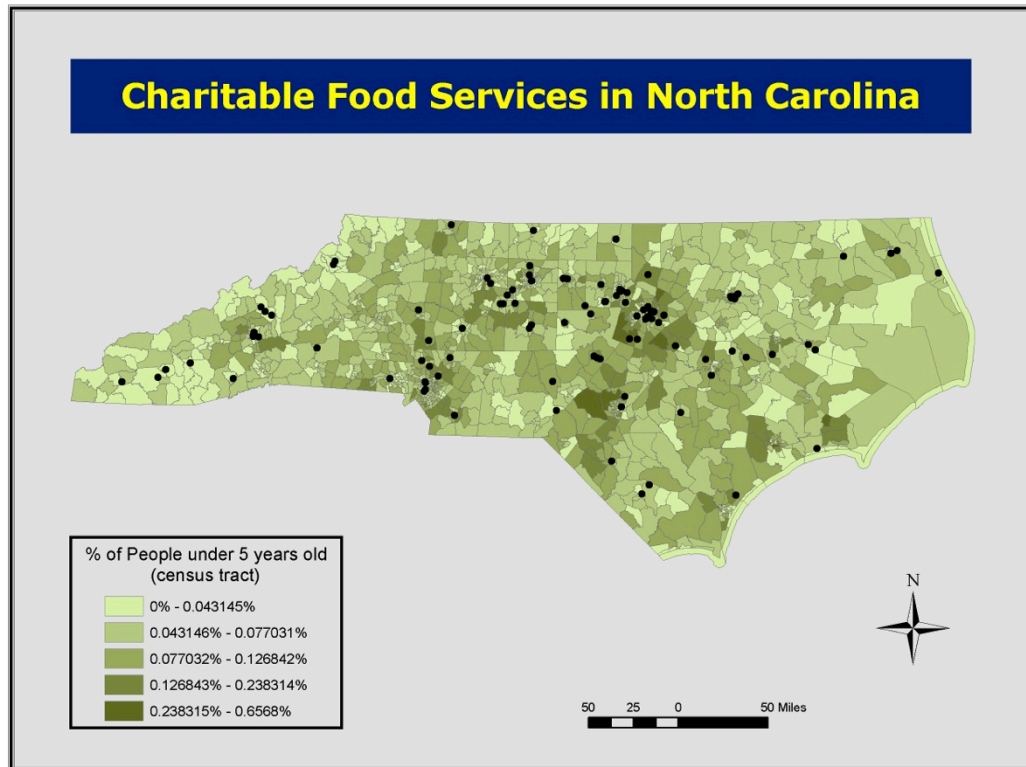 Charitable Food Services in North Carolina
% of People under 5 years old
(census tract)
0% - 0.043145%
0.043146% - 0.077031%
0.077032% - 0.126842%
0.126843% - 0.238314%
0.238315% - 0.6568%
N
50 25 0 50 Miles